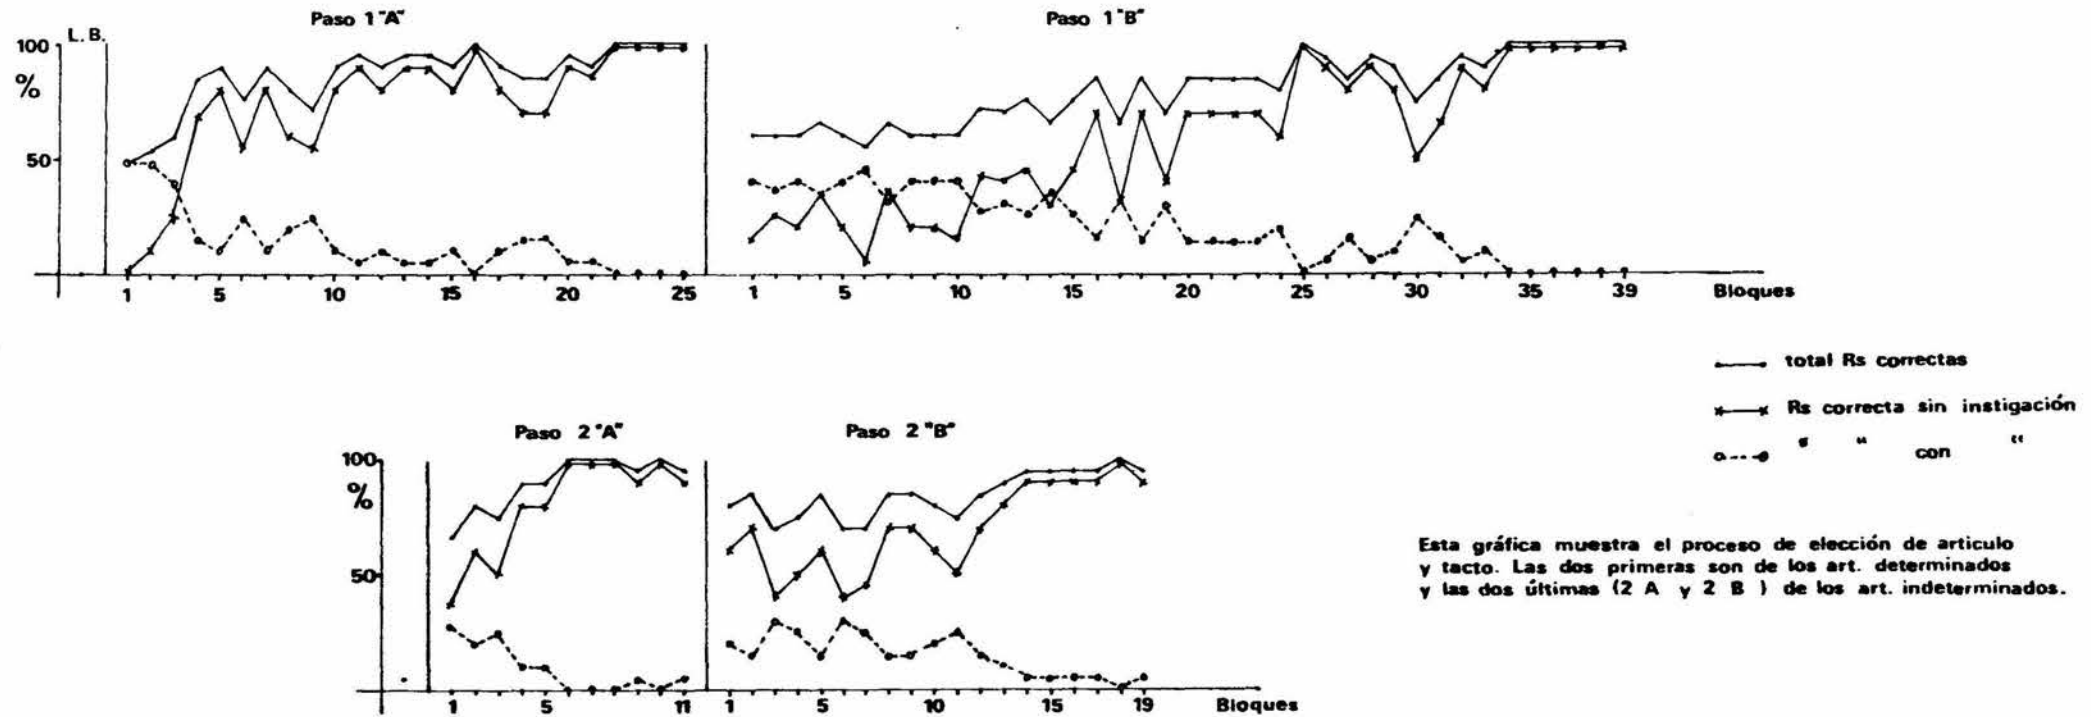 Paso 1 "A"
Paso 1 "B"
L. B.
100
%
50
1 5 10 15 20 25
1 5 10 15 20 25 30 35 39 Bloques
total Rs correctas
Rs correcta sin instigación
" " con "
Paso 2 "A"
Paso 2 "B"
100
%
50
1 5 11
1 5 10 15 19 Bloques
Esta gráfica muestra el proceso de elección de articulo
y tacto. Las dos primeras son de los art. determinados
y las dos últimas (2 A y 2 B ) de los art. indeterminados.